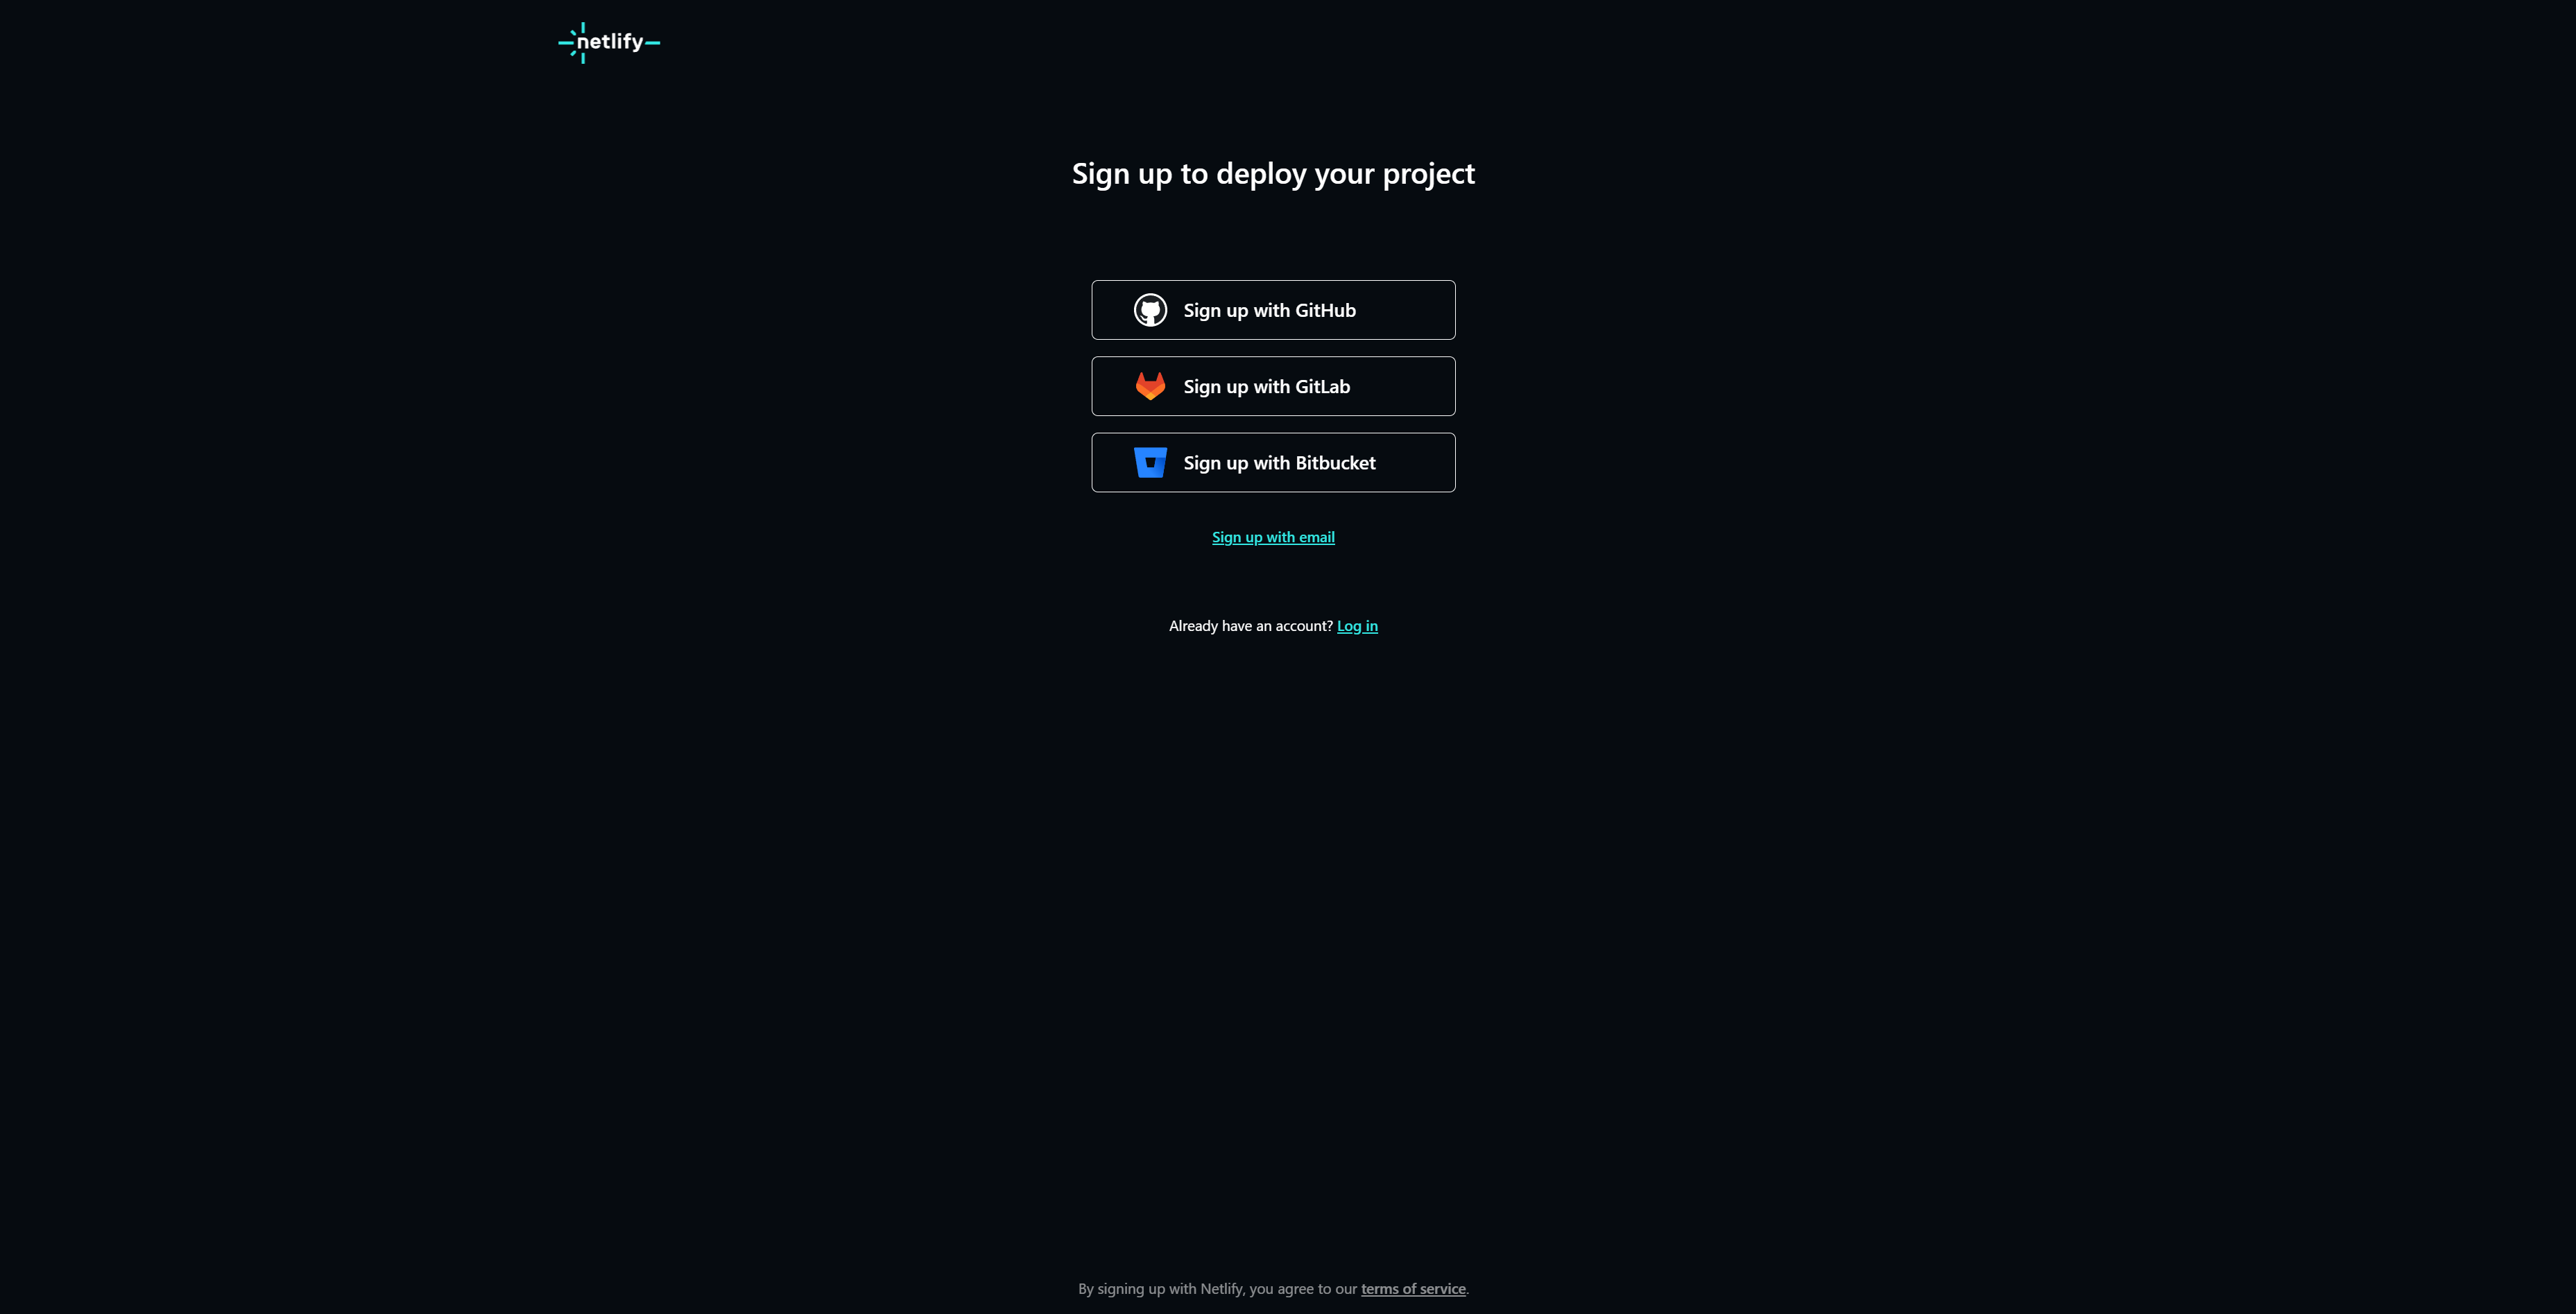 netlify
Sign up to deploy your project
Sign up with GitHub
Sign up with GitLab
Sign up with Bitbucket
Sign up with email
Already have an account? Log in
By signing up with Netlify, you agree to our terms of service.